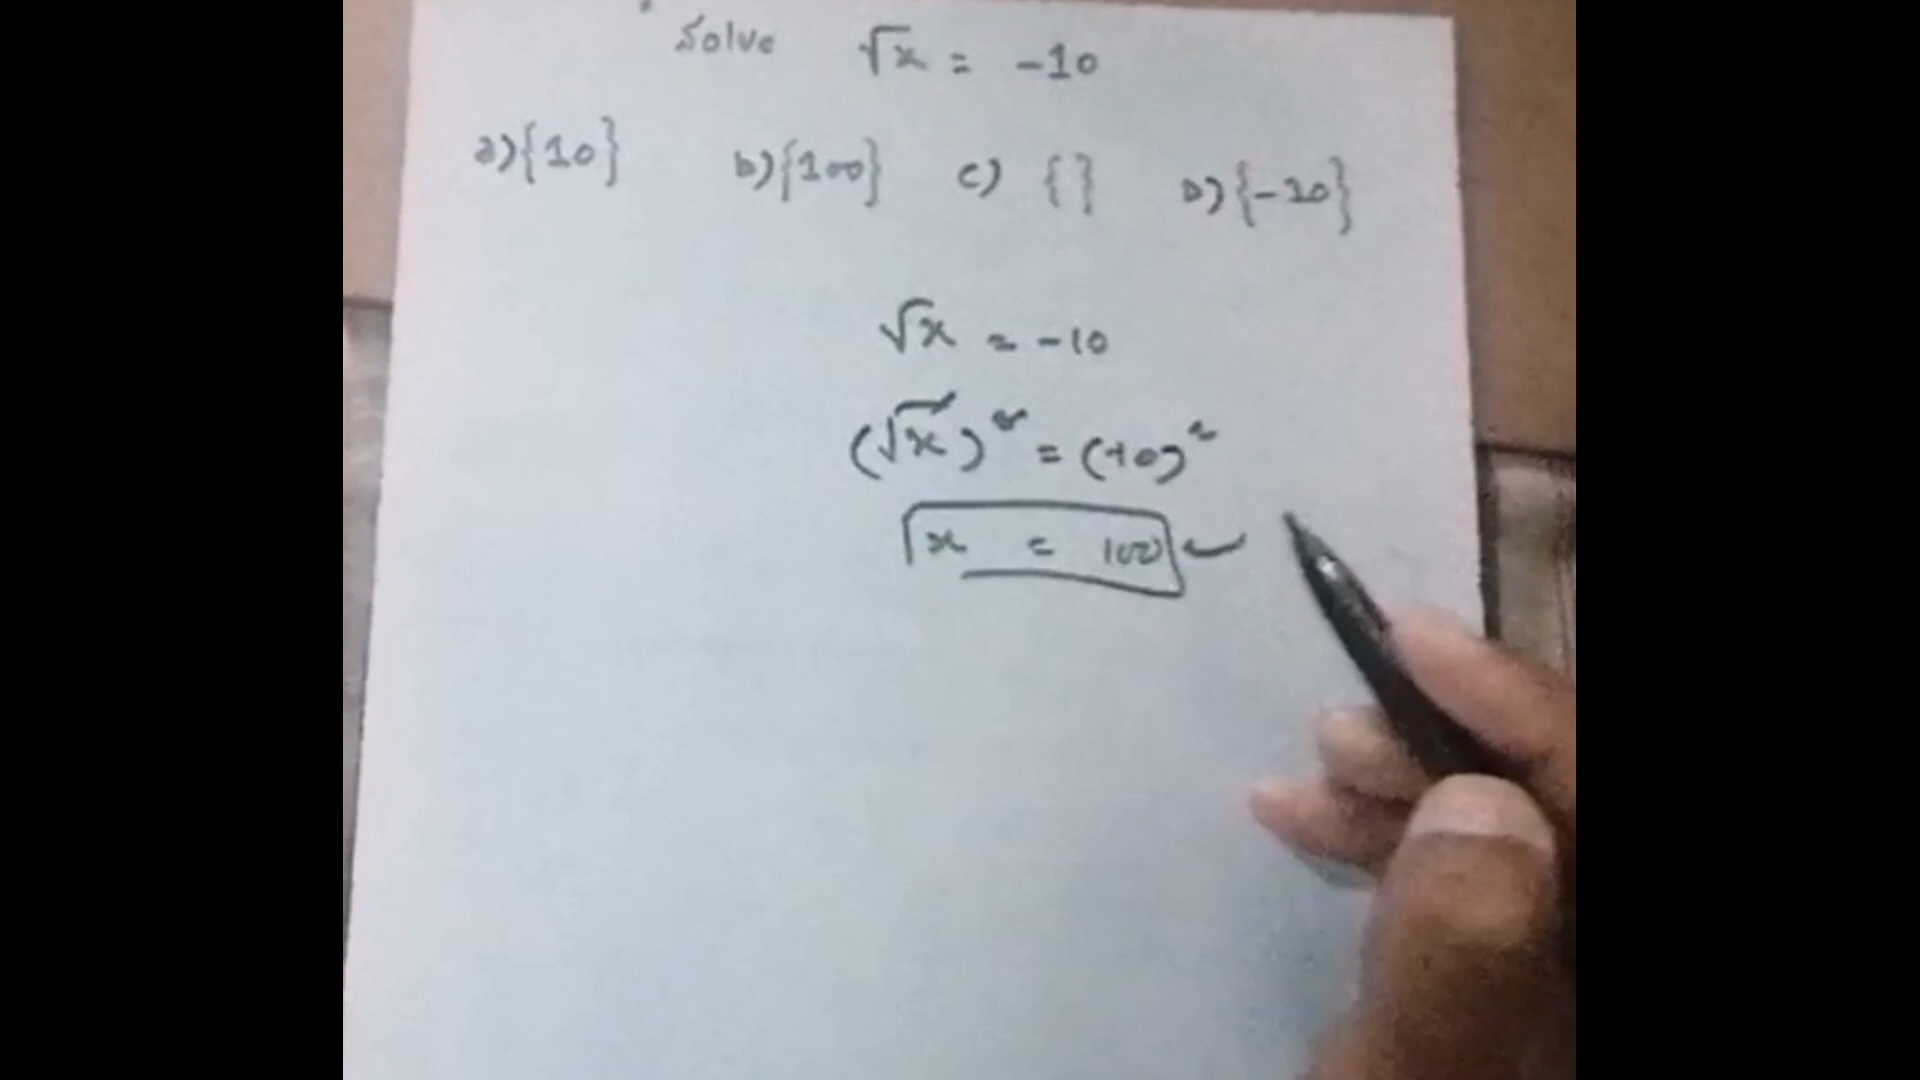 Solve √x = -10
a) {10} b) {100} c) { } D) {-10}
√x = -10
(√x)² = (-10)²
x = 100